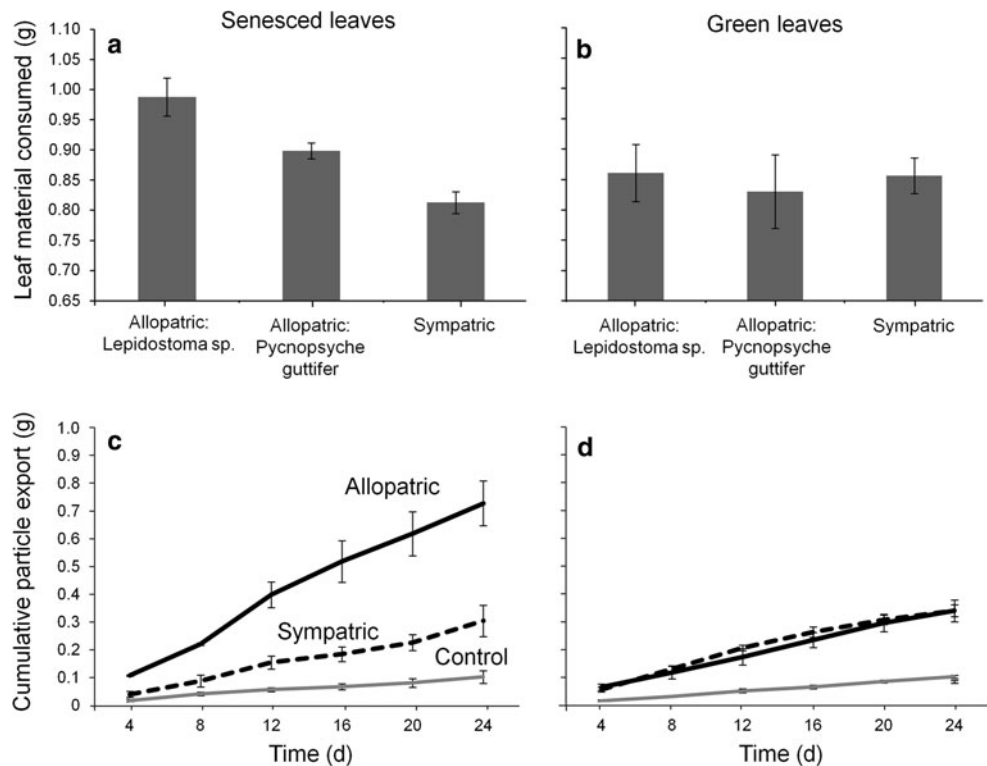 Senesced leaves
Green leaves
a
b
Leaf material consumed (g)
1.10
1.05
1.00
0.95
0.90
0.85
0.80
0.75
0.70
0.65
Allopatric:
Lepidostoma sp.
Allopatric:
Pycnopsyche
guttifer
Sympatric
Allopatric:
Lepidostoma sp.
Allopatric:
Pycnopsyche
guttifer
Sympatric
c
d
Cumulative particle export (g)
1.0
0.9
0.8
0.7
0.6
0.5
0.4
0.3
0.2
0.1
0
Allopatric
Sympatric
Control
4 8 12 16 20 24
4 8 12 16 20 24
Time (d)
Time (d)